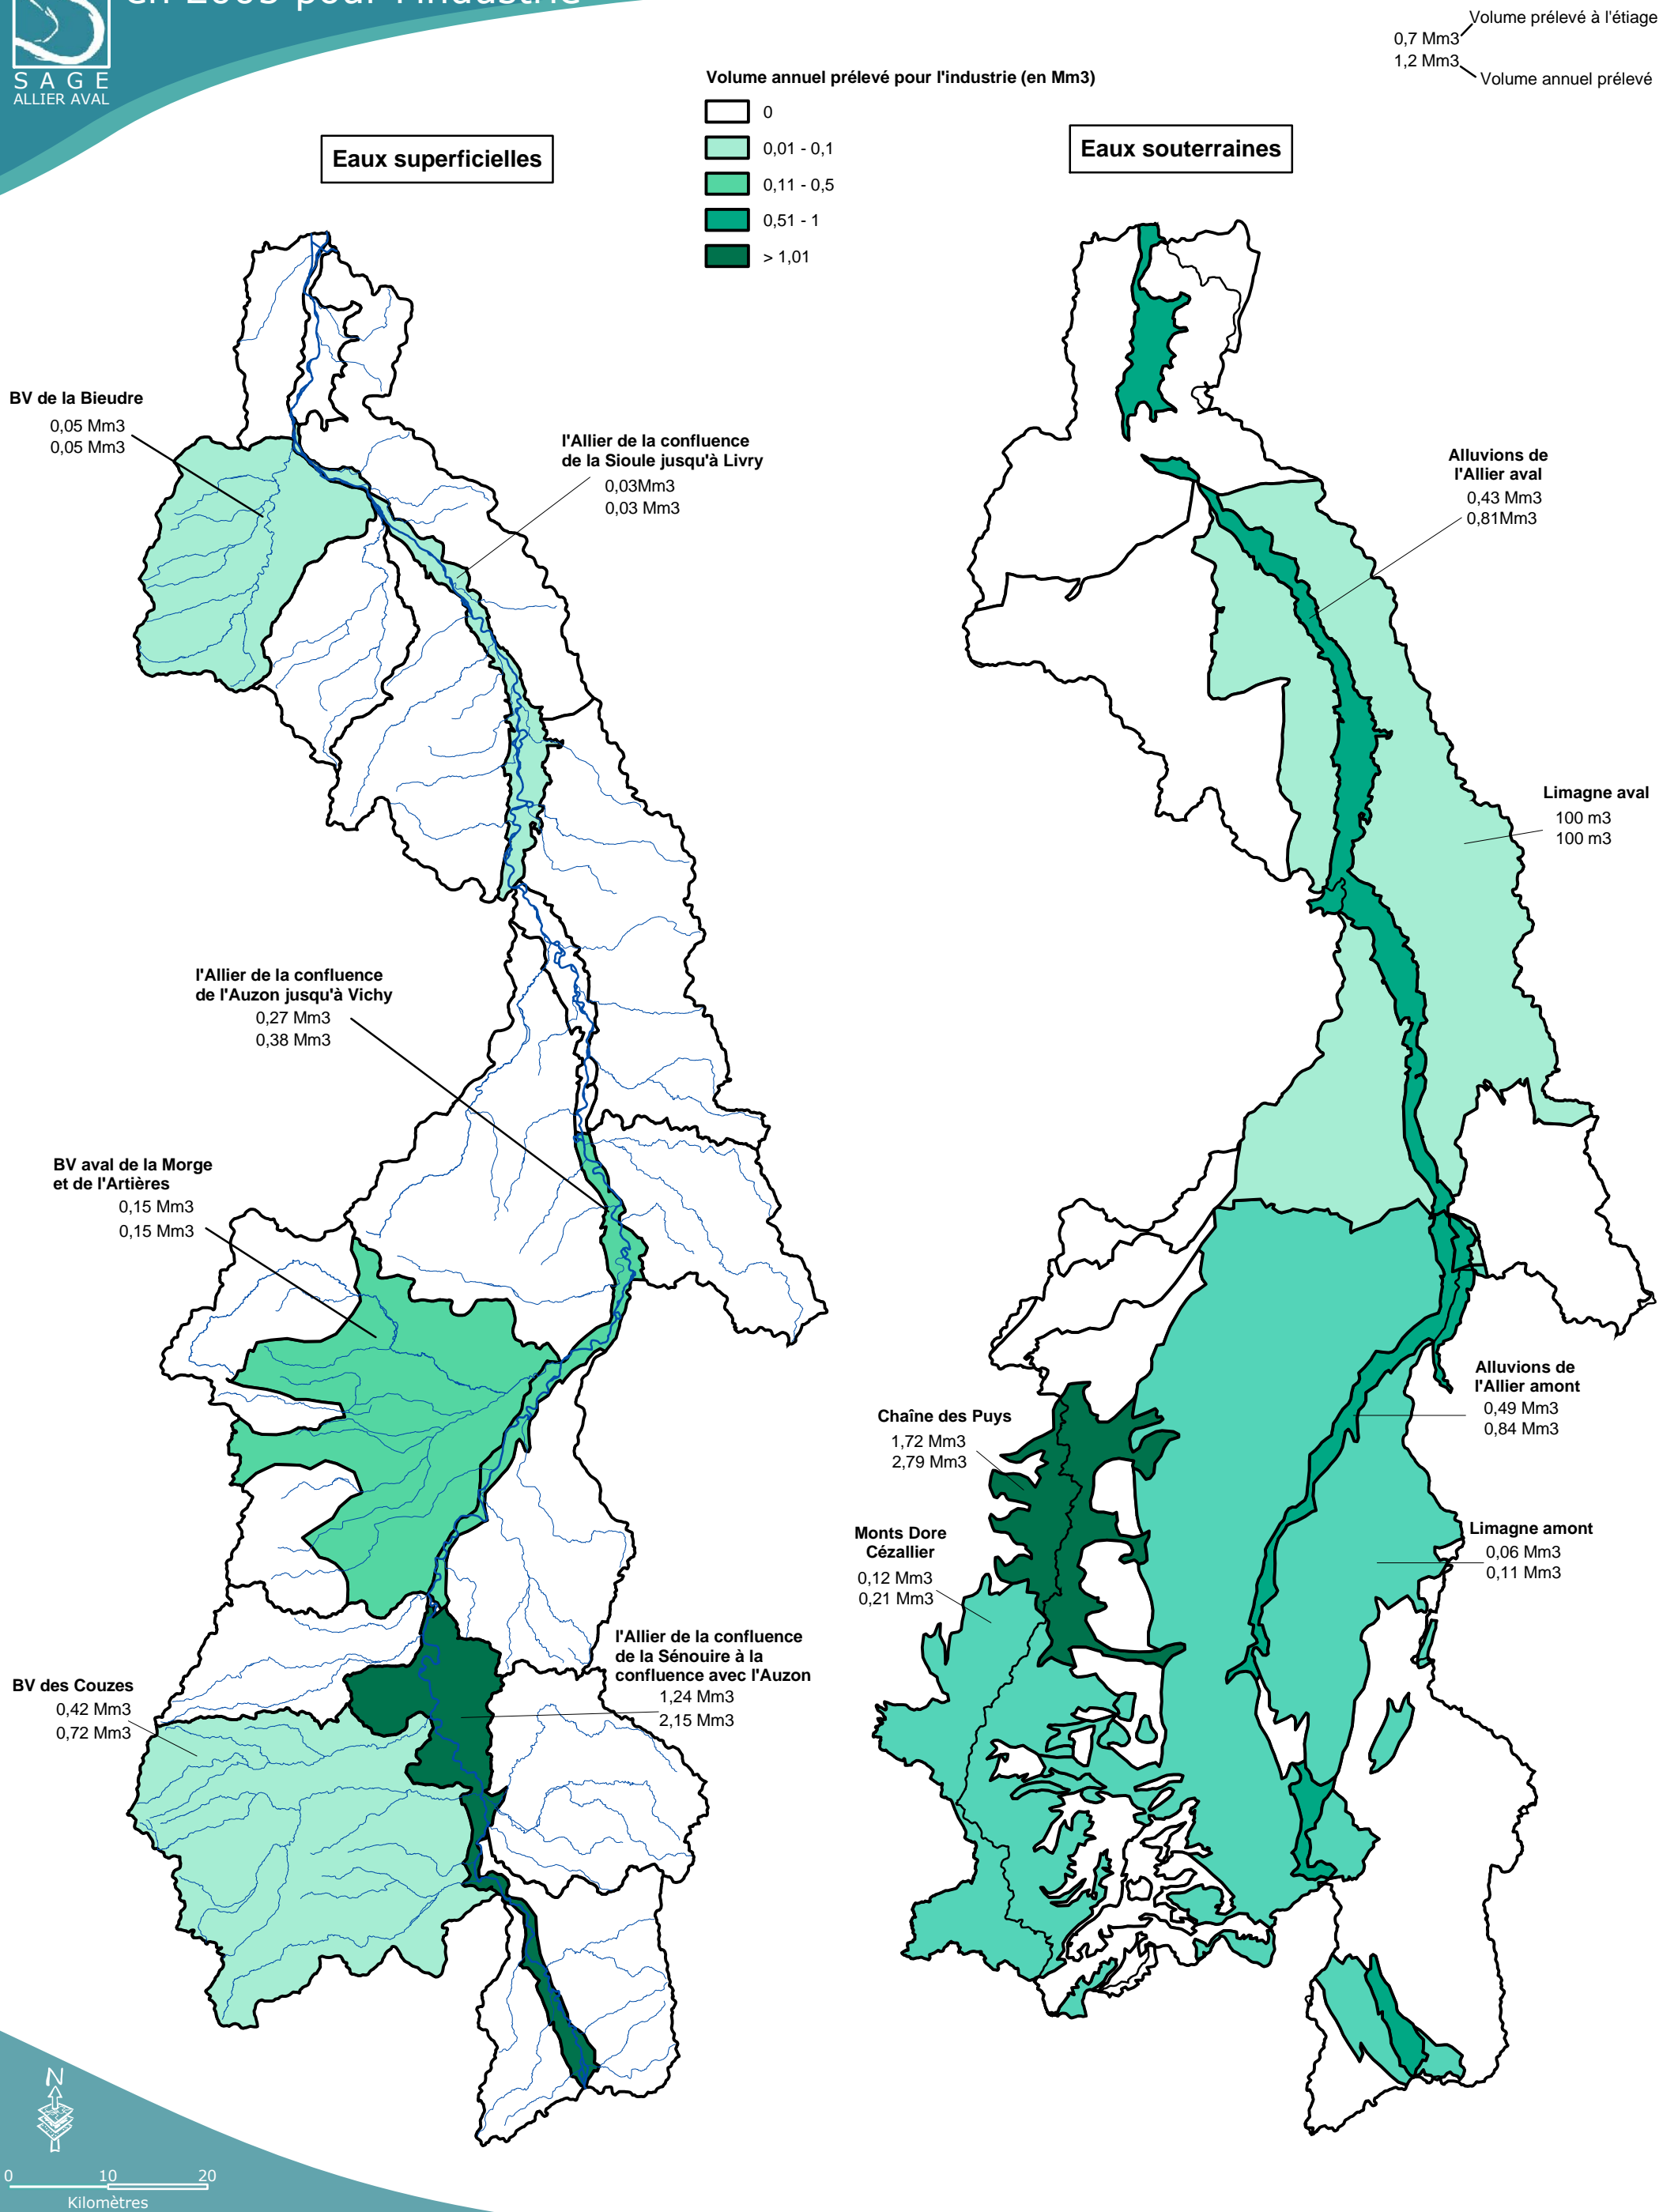 en pour l'industrie
SAGE
ALLIER AVAL
Volume prélevé à l'étiage
0,7 Mm3
1,2 Mm3
Volume annuel prélevé
Volume annuel prélevé pour l'industrie (en Mm3)
0
0,01 - 0,1
0,11 - 0,5
0,51 - 1
> 1,01
Eaux superficielles
Eaux souterraines
BV de la Bieudre
0,05 Mm3
0,05 Mm3
l'Allier de la confluence
de la Sioule jusqu'à Livry
0,03Mm3
0,03 Mm3
l'Allier de la confluence
de l'Auzon jusqu'à Vichy
0,27 Mm3
0,38 Mm3
BV aval de la Morge
et de l'Artières
0,15 Mm3
0,15 Mm3
l'Allier de la confluence
de la Sénouire à la
confluence avec l'Auzon
1,24 Mm3
2,15 Mm3
BV des Couzes
0,42 Mm3
0,72 Mm3
Alluvions de
l'Allier aval
0,43 Mm3
0,81Mm3
Limagne aval
100 m3
100 m3
Alluvions de
l'Allier amont
0,49 Mm3
0,84 Mm3
Chaîne des Puys
1,72 Mm3
2,79 Mm3
Limagne amont
0,06 Mm3
0,11 Mm3
Monts Dore
Cézallier
0,12 Mm3
0,21 Mm3
N
0 10 20
Kilomètres